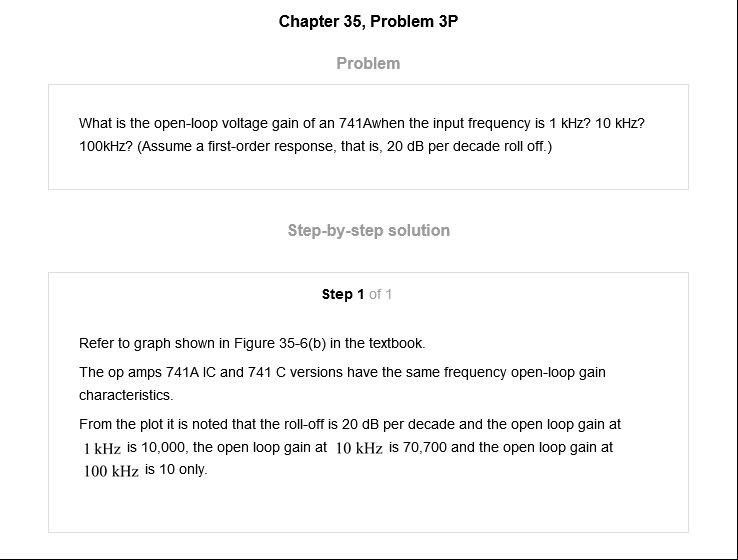 Chapter 35, Problem 3P
Problem
What is the open-loop voltage gain of an 741Awhen the input frequency is 1 kHz? 10 kHz?
100kHz? (Assume a first-order response, that is, 20 dB per decade roll off.)
Step-by-step solution
Step 1 of 1
Refer to graph shown in Figure 35-6(b) in the textbook.
The op amps 741A IC and 741 C versions have the same frequency open-loop gain
characteristics.
From the plot it is noted that the roll-off is 20 dB per decade and the open loop gain at
1 kHz is 10,000, the open loop gain at 10 kHz is 70,700 and the open loop gain at
100 kHz is 10 only.